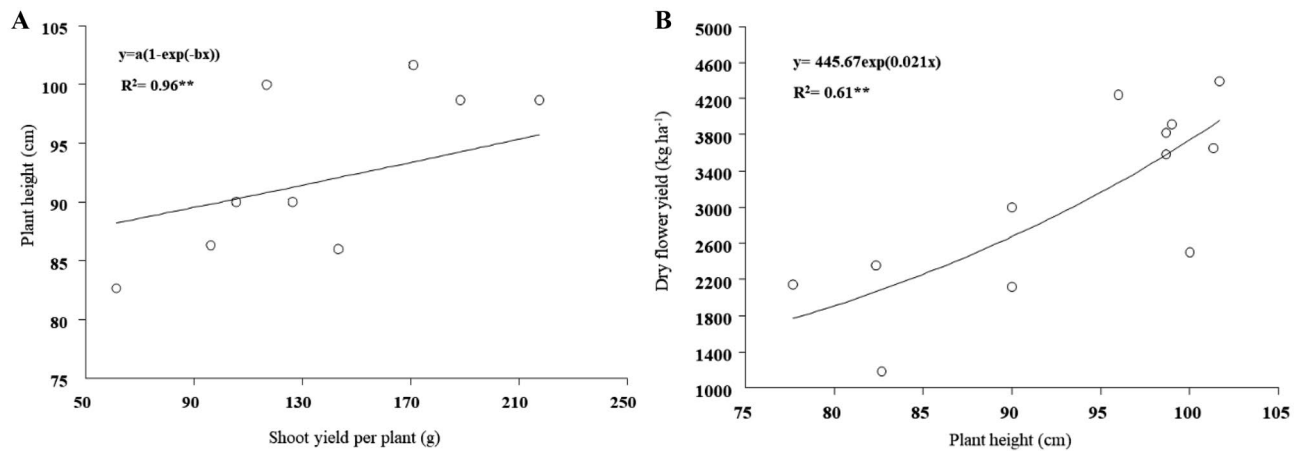 A
y=a(1-exp(-bx))
R²= 0.96**
100
95
90
85
80
75
50 90 130 170 210 250
Plant height (cm)
Shoot yield per plant (g)
B
y= 445.67exp(0.021x)
R²= 0.61**
5000
4600
4200
3800
3400
3000
2600
2200
1800
1400
1000
75 80 85 90 95 100 105
Dry flower yield (kg ha⁻¹)
Plant height (cm)